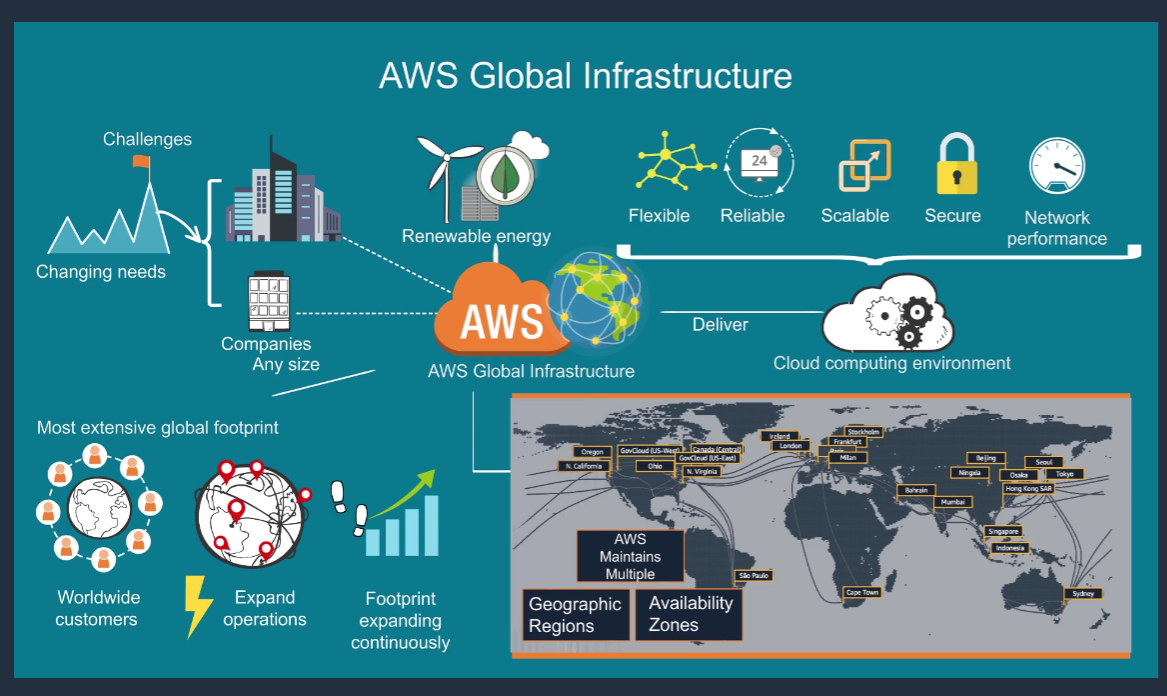 AWS Global Infrastructure
Challenges
Changing needs
Companies
Any size
Renewable energy
24
Flexible
Reliable
Scalable
Secure
Network
performance
AWS
AWS Global Infrastructure
Deliver
Cloud computing environment
Most extensive global footprint
Worldwide
customers
Expand
operations
Footprint
expanding
continuously
Oregon
GovCloud (US-West)
Canada (Central)
GovCloud (US-East)
N. California
Ohio
N. Virginia
Ireland
Stockholm
London
Frankfurt
Paris
Milan
Beijing
Seoul
Ningxia
Osaka
Tokyo
Hong Kong SAR
Bahrain
Mumbai
Singapore
Indonesia
São Paulo
Cape Town
Sydney
AWS
Maintains
Multiple
Geographic
Regions
Availability
Zones